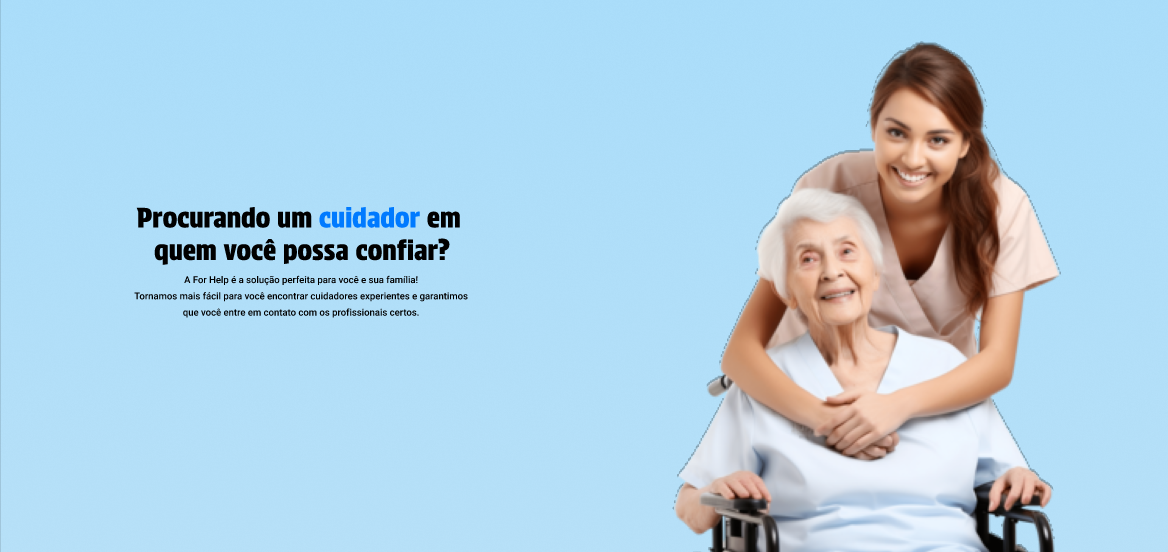 Procurando um cuidador em
quem você possa confiar?
A For Help é a solução perfeita para você e sua família!
Tornamos mais fácil para você encontrar cuidadores experientes e garantimos
que você entre em contato com os profissionais certos.